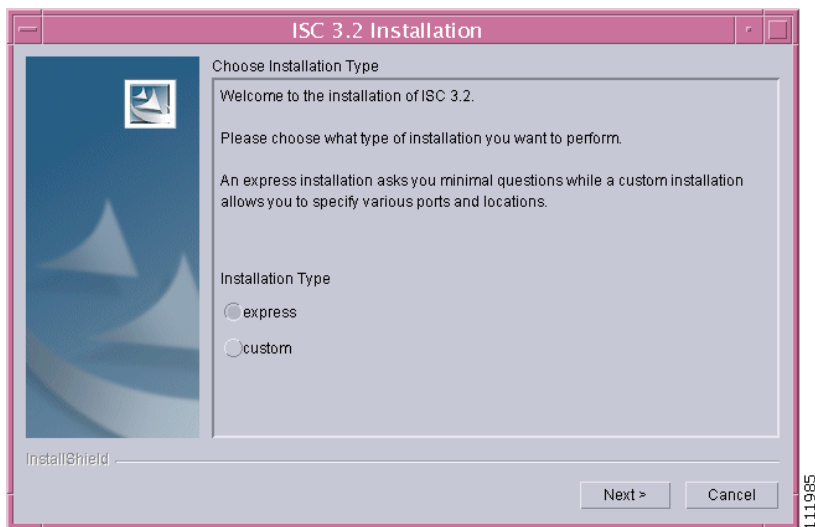 ISC 3.2 Installation
Choose Installation Type
Welcome to the installation of ISC 3.2.
Please choose what type of installation you want to perform.
An express installation asks you minimal questions while a custom installation
allows you to specify various ports and locations.
Installation Type
express
custom
InstallShield
Next >
Cancel
111985